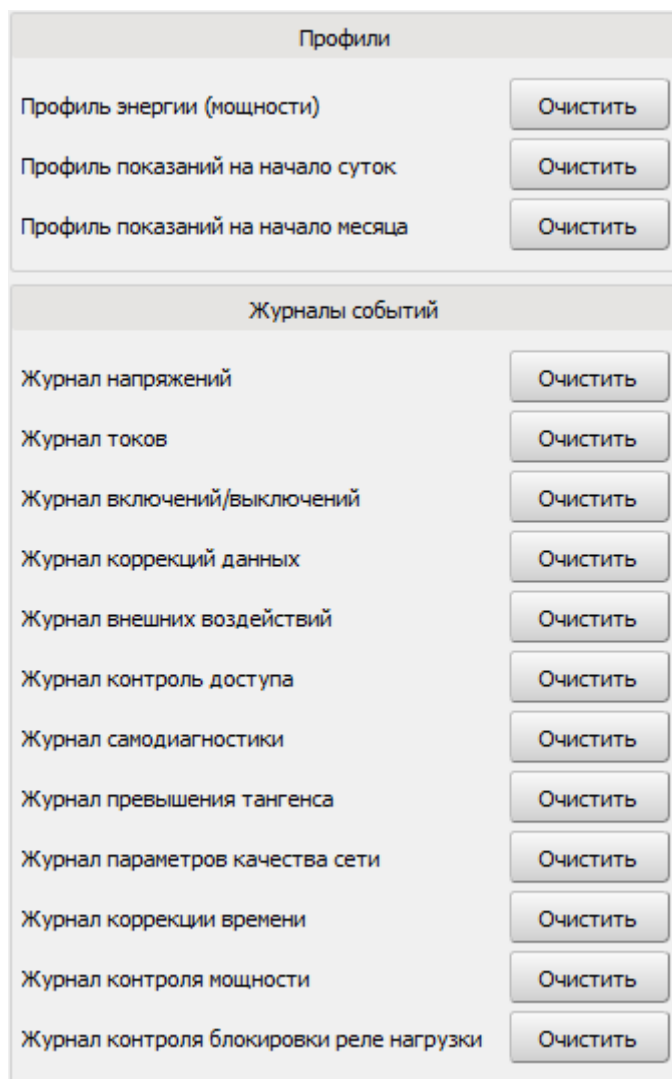 Профили
Профиль энергии (мощности) Очистить
Профиль показаний на начало суток Очистить
Профиль показаний на начало месяца Очистить
Журналы событий
Журнал напряжений Очистить
Журнал токов Очистить
Журнал включений/выключений Очистить
Журнал коррекций данных Очистить
Журнал внешних воздействий Очистить
Журнал контроль доступа Очистить
Журнал самодиагностики Очистить
Журнал превышения тангенса Очистить
Журнал параметров качества сети Очистить
Журнал коррекции времени Очистить
Журнал контроля мощности Очистить
Журнал контроля блокировки реле нагрузки Очистить